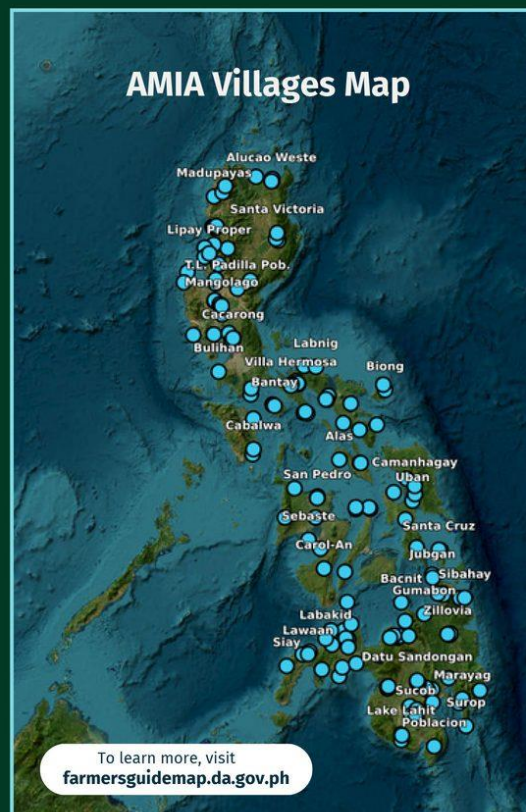 AMIA Villages Map
Alucao Weste
Madupayas
Santa Victoria
Lipay Proper
T.L. Padilla Pob.
Mangolago
Cacarong
Labnig
Bulihan
Villa Hermosa
Biong
Bantay
Cabalwa
Alas
Camanhagay
San Pedro
Uban
Sebaste
Santa Cruz
Carol-An
Jubgan
Bacnit
Sibahay
Gumabon
Labakid
Zillovia
Lawaan
Siay
Datu Sandongan
Marayag
Sucob
Surop
Lake Lahit
Poblacion
To learn more, visit
farmersguidemap.da.gov.ph